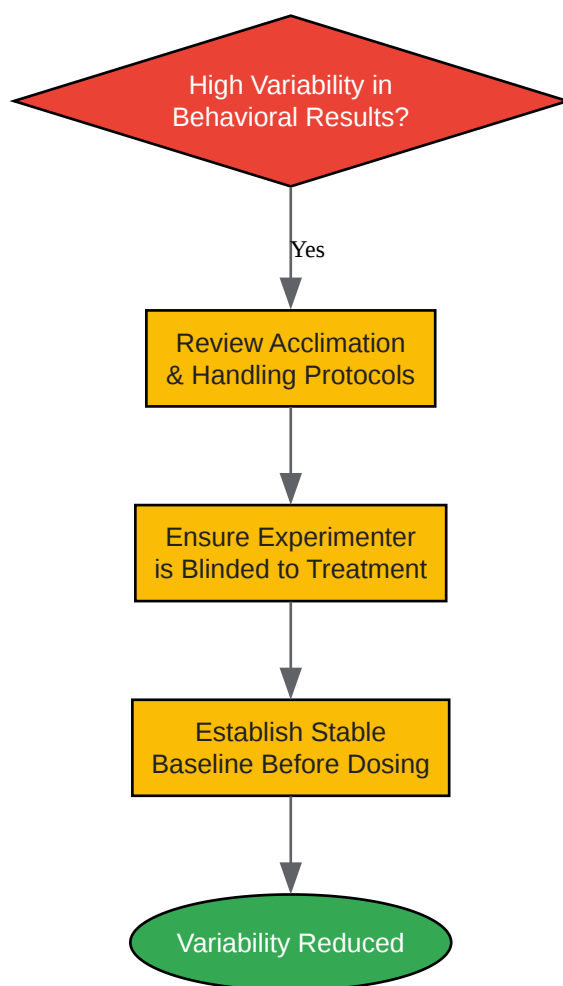 High Variability in
Behavioral Results?
Yes
Review Acclimation
& Handling Protocols
Ensure Experimenter
is Blinded to Treatment
Establish Stable
Baseline Before Dosing
Variability Reduced